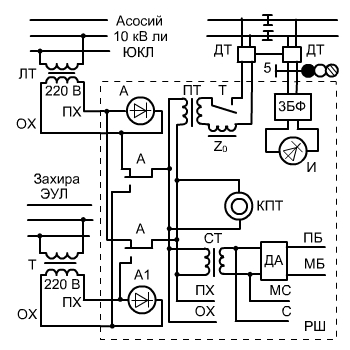 Асосий
10 кВ ли
ЮКЛ
ДТ
ДТ
ЛТ
5
220 В
А
ПТ
Т
ПХ
ЗБФ
ОХ
Z₀
А
И
Захира
ЭУЛ
КПТ
А
СТ
ПБ
Т
А1
ДА
МБ
220 В
ПХ
ПХ
МС
ОХ
ОХ
С
РШ